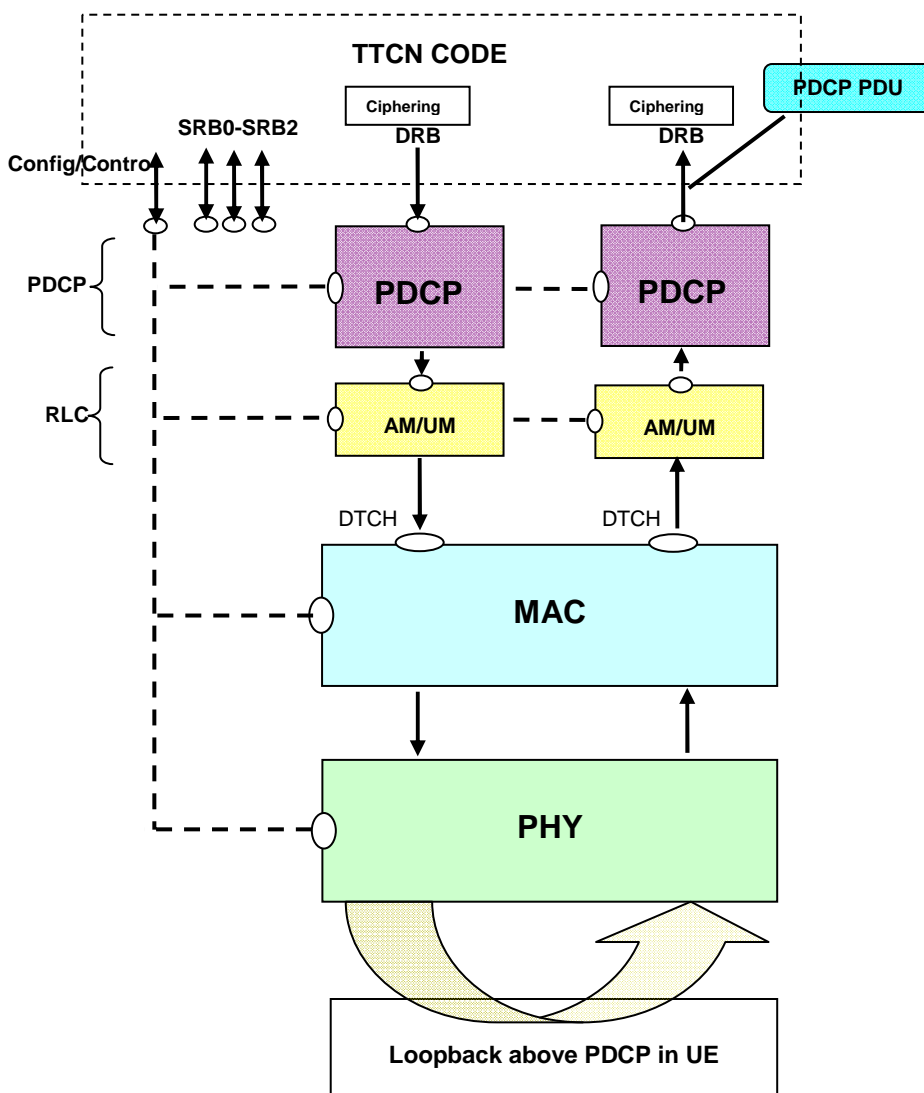 TTCN CODE
PDCP PDU
Ciphering
Ciphering
SRB0-SRB2
DRB
DRB
Config/Contro
PDCP
PDCP
PDCP
RLC
AM/UM
AM/UM
DTCH
DTCH
MAC
PHY
Loopback above PDCP in UE